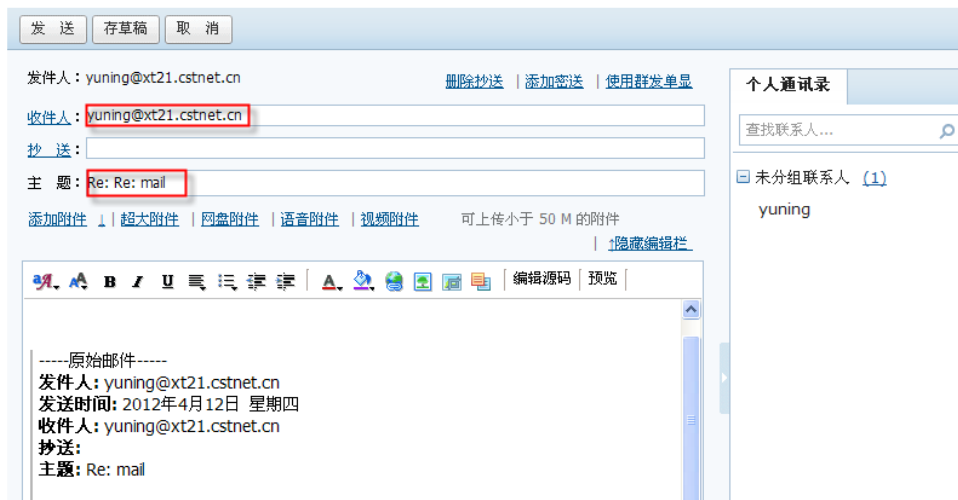 发 送 存草稿 取 消
发件人：yuning@xt21.cstnet.cn 删除抄送 | 添加密送 | 使用群发单显
收件人：yuning@xt21.cstnet.cn
抄 送：
主 题：Re: Re: mail
添加附件 ↓ | 超大附件 | 网盘附件 | 语音附件 | 视频附件 可上传小于 50 M 的附件
| ↑隐藏编辑栏
B I U A 编辑源码 预览
-----原始邮件-----
发件人: yuning@xt21.cstnet.cn
发送时间: 2012年4月12日 星期四
收件人: yuning@xt21.cstnet.cn
抄送:
主题: Re: mail
个人通讯录
查找联系人...
未分组联系人 (1)
yuning